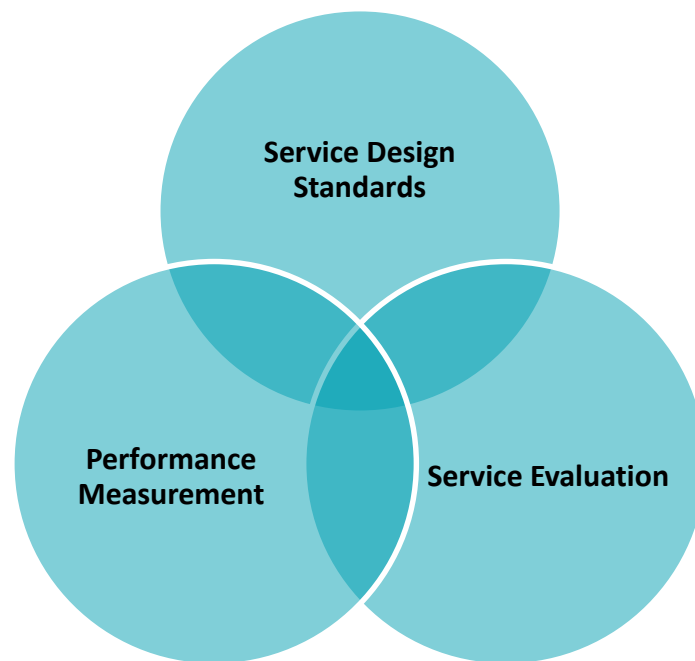 Service Design
Standards
Performance
Measurement
Service Evaluation